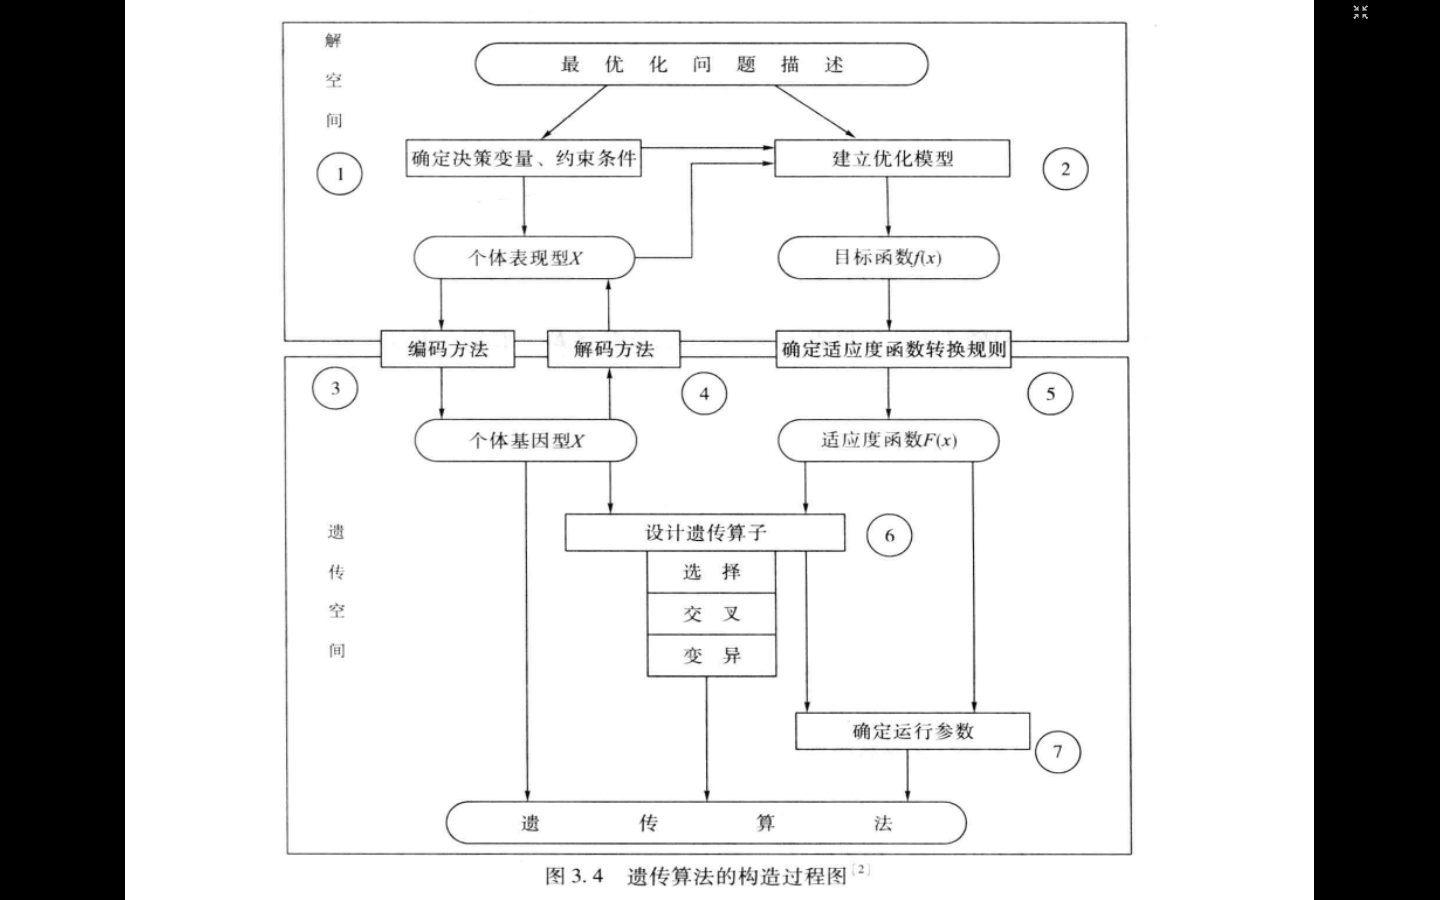 解空间
最优化问题描述
确定决策变量、约束条件
建立优化模型
1
2
个体表现型X
目标函数f(x)
编码方法
解码方法
确定适应度函数转换规则
3
4
5
个体基因型X
适应度函数F(x)
遗传空间
设计遗传算子
6
选择
交叉
变异
确定运行参数
7
遗传算法
图 3.4 遗传算法的构造过程图[2]